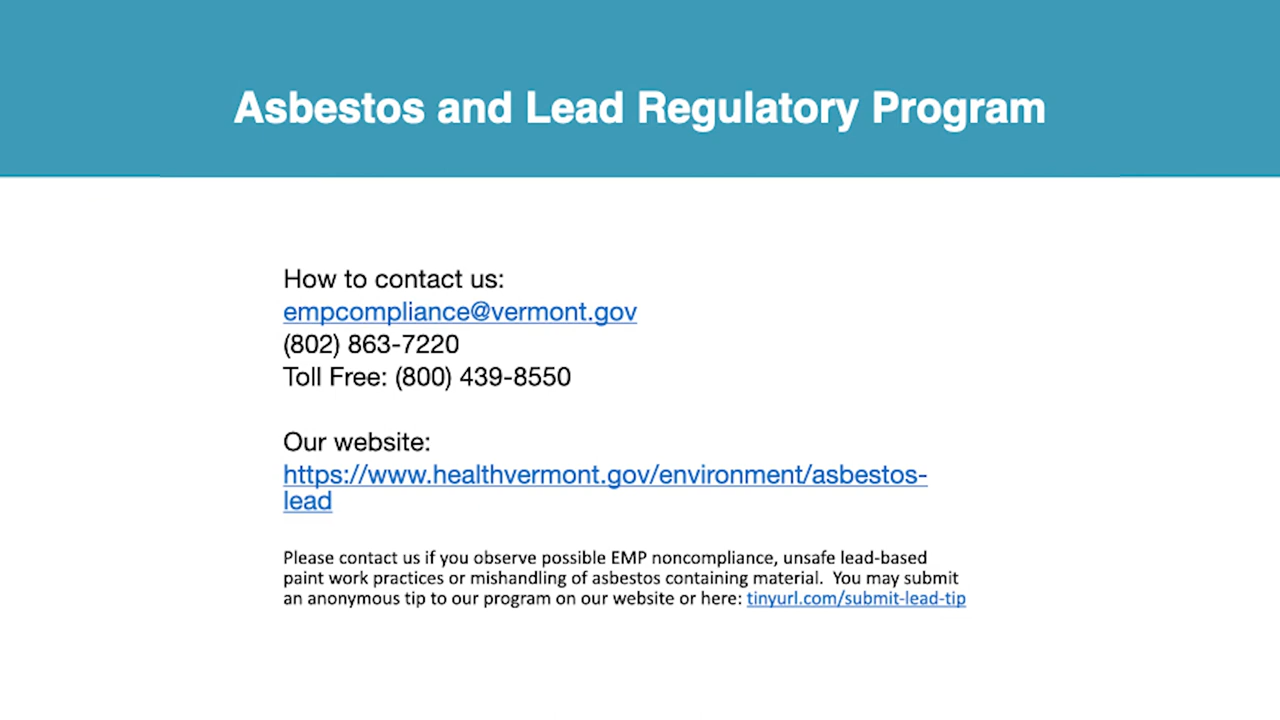 Asbestos and Lead Regulatory Program
How to contact us:
empcompliance@vermont.gov
(802) 863-7220
Toll Free: (800) 439-8550
Our website:
https://www.healthvermont.gov/environment/asbestos-
lead
Please contact us if you observe possible EMP noncompliance, unsafe lead-based
paint work practices or mishandling of asbestos containing material.  You may submit
an anonymous tip to our program on our website or here: tinyurl.com/submit-lead-tip